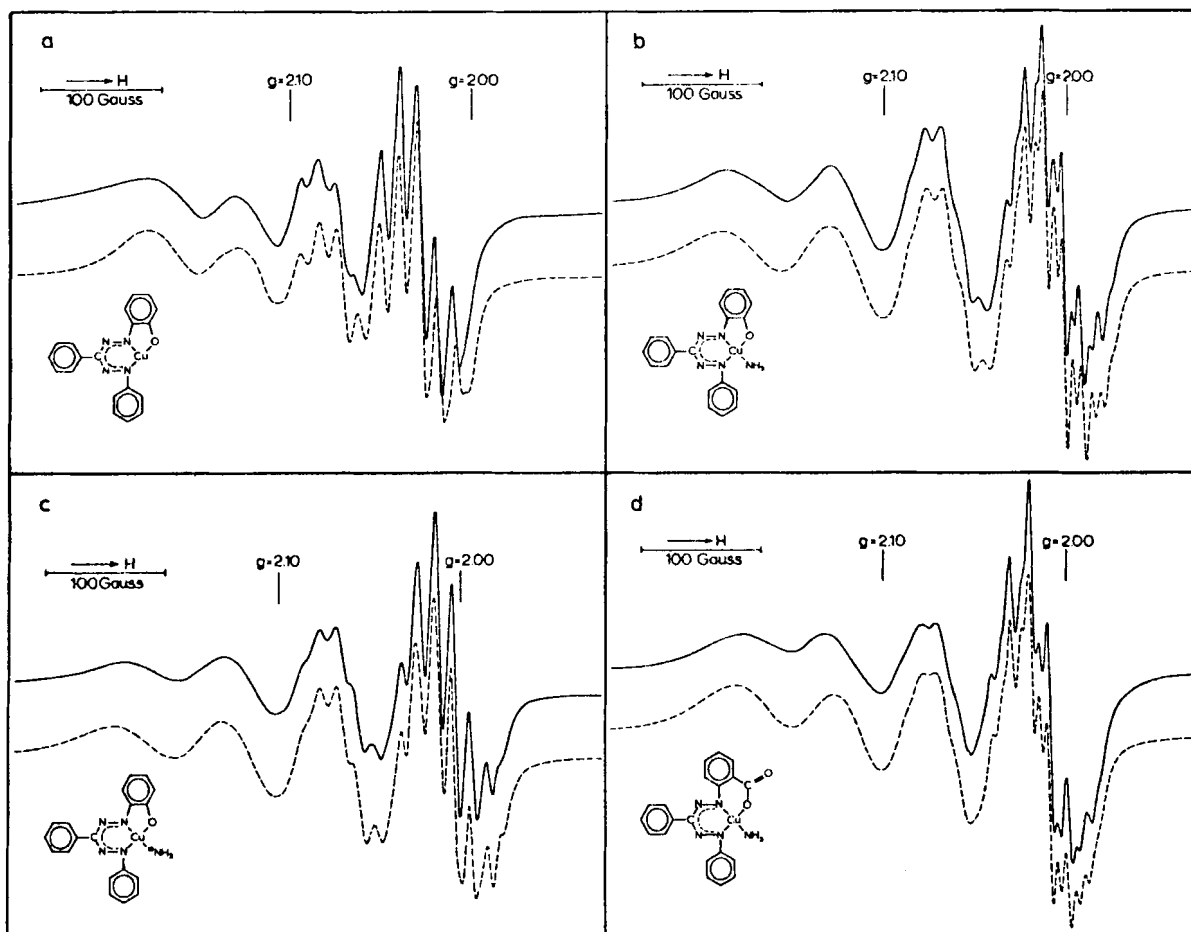 a
H
100 Gauss
g=2.10
g=2.00
N=N
O
C
Cu
N=N
b
H
100 Gauss
g=2.10
g=2.00
N=N
O
C
Cu
N=N
NH₃
c
H
100 Gauss
g=2.10
g=2.00
N=N
O
C
Cu
N=N
NH₃
d
H
100 Gauss
g=2.10
g=2.00
O
C
N=N
O
C
Cu
N=N
NH₃